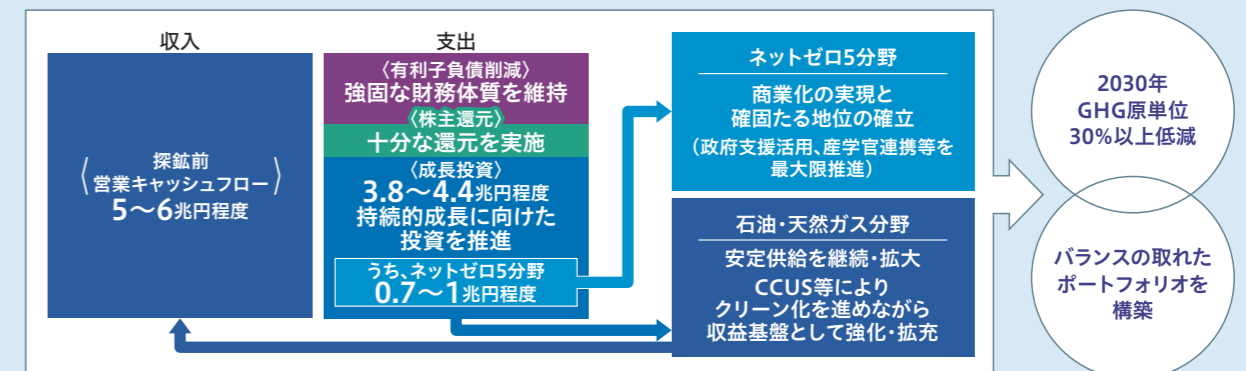 収入
探鉱前
営業キャッシュフロー
5〜6兆円程度
支出
〈有利子負債削減〉
強固な財務体質を維持
〈株主還元〉
十分な還元を実施
〈成長投資〉
3.8〜4.4兆円程度
持続的成長に向けた
投資を推進
うち、ネットゼロ5分野
0.7〜1兆円程度
ネットゼロ5分野
商業化の実現と
確固たる地位の確立
(政府支援活用、産学官連携等を
最大限推進)
石油・天然ガス分野
安定供給を継続・拡大
CCUS等により
クリーン化を進めながら
収益基盤として強化・拡充
2030年
GHG原単位
30%以上低減
バランスの取れた
ポートフォリオを
構築